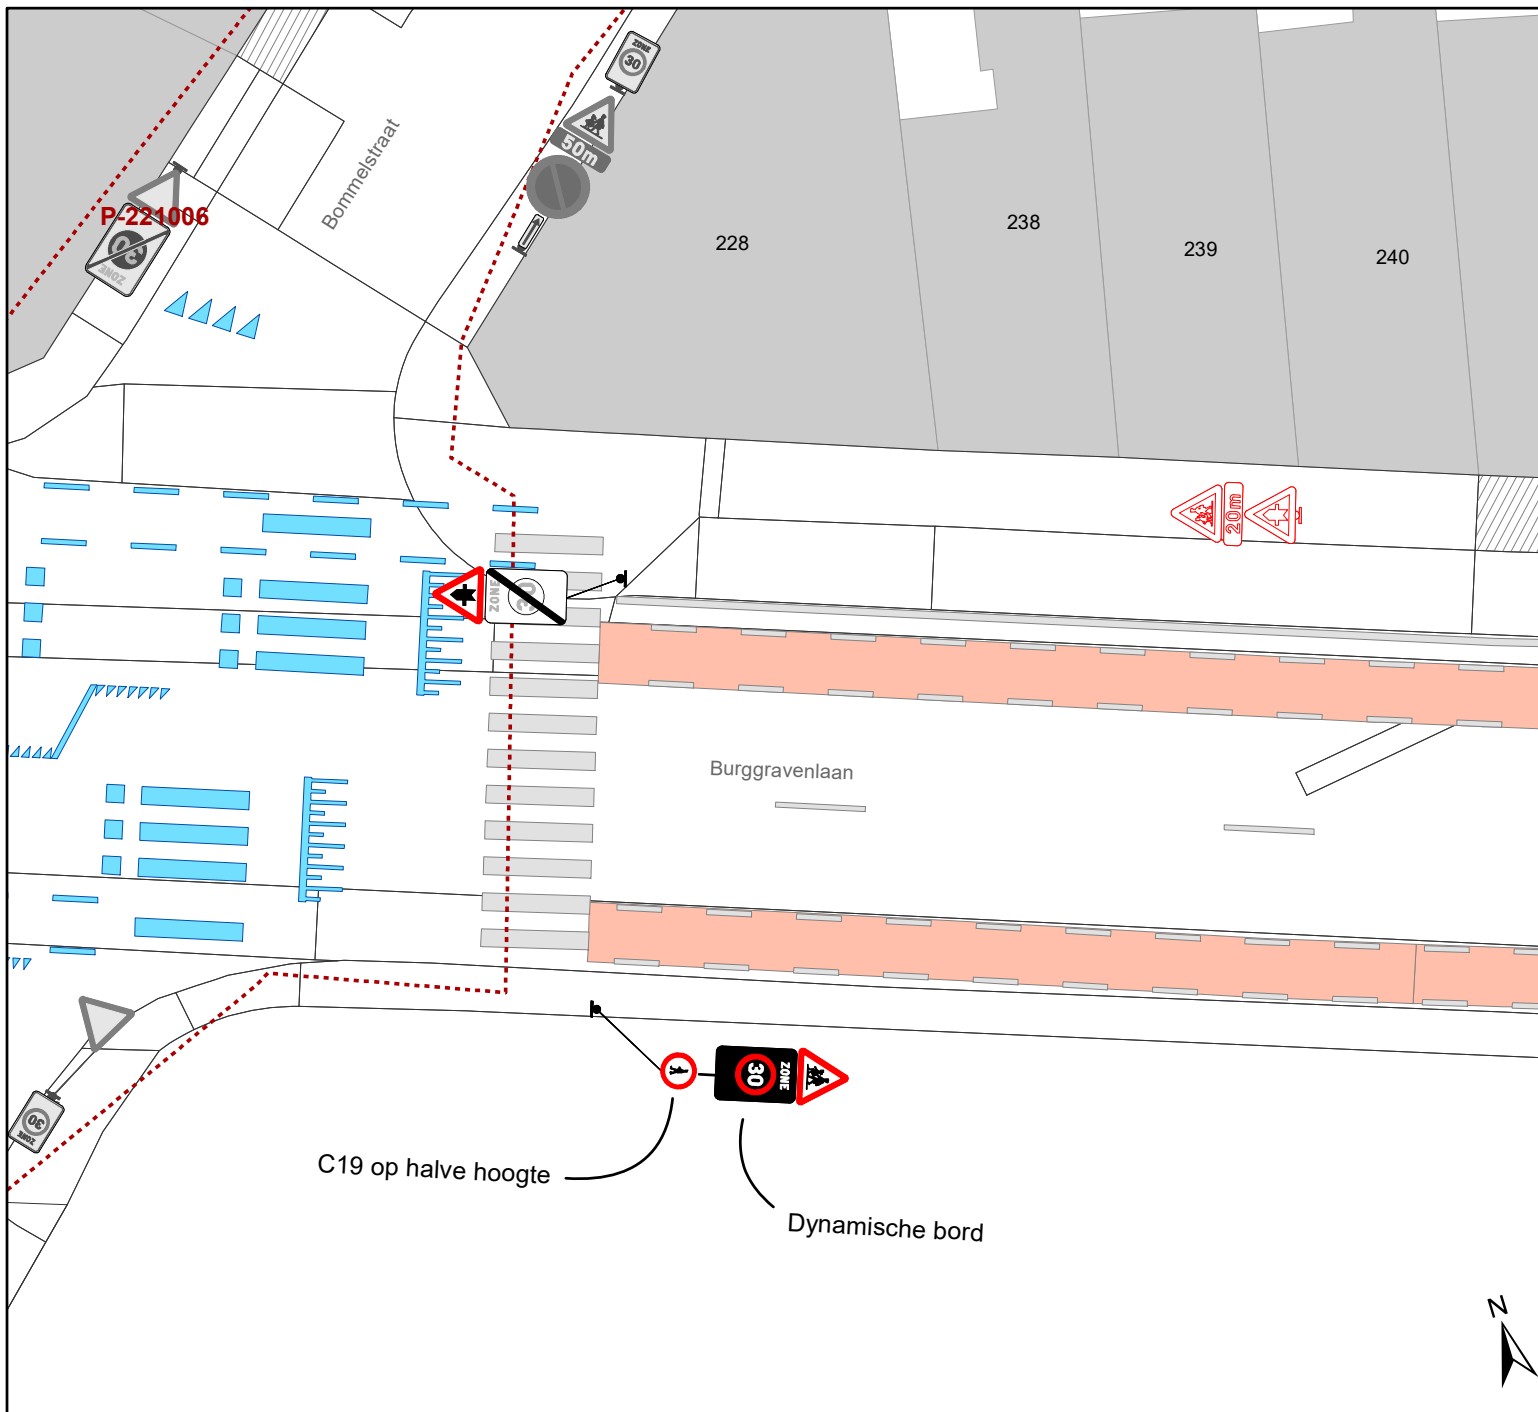 ZONE
30
50m
Bommelstraat
P-221006
30
ZONE
228
238
239
240
20m
ZONE
30
Burggravenlaan
30
ZONE
30
ZONE
C19 op halve hoogte
Dynamische bord
N